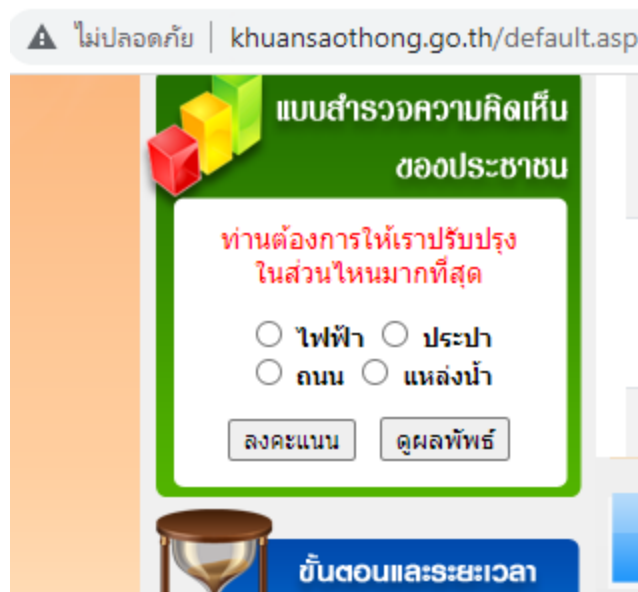 ไม่ปลอดภัย | khuansaothong.go.th/default.asp
แบบสำรวจความคิดเห็น
ของประชาชน
ท่านต้องการให้เราปรับปรุง
ในส่วนไหนมากที่สุด
ไฟฟ้า ประปา
ถนน แหล่งน้ำ
ลงคะแนน ดูผลพัพธ์
ขั้นตอนและระยะเวลา